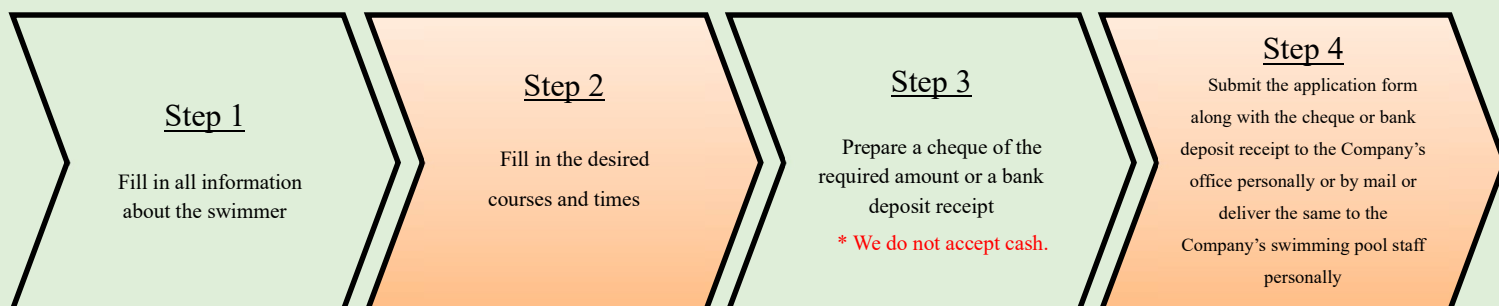 Step 1
Fill in all information
about the swimmer
Step 2
Fill in the desired
courses and times
Step 3
Prepare a cheque of the
required amount or a bank
deposit receipt
* We do not accept cash.
Step 4
Submit the application form
along with the cheque or bank
deposit receipt to the Company’s
office personally or by mail or
deliver the same to the
Company’s swimming pool staff
personally